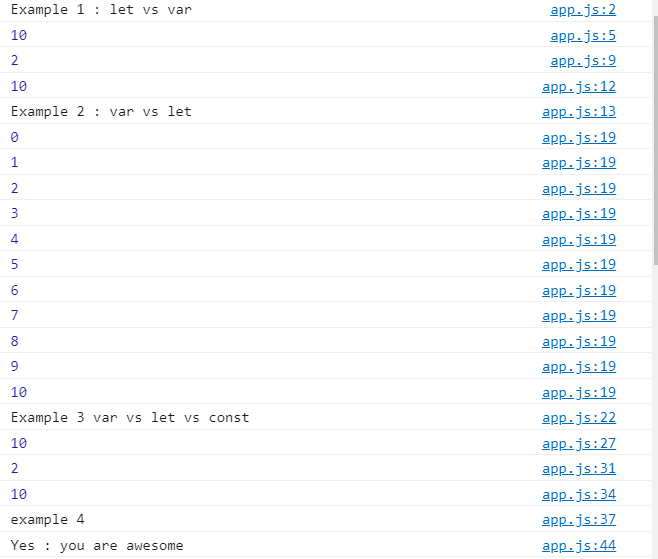 Example 1 : let vs var app.js:2
10 app.js:5
2 app.js:9
10 app.js:12
Example 2 : var vs let app.js:13
0 app.js:19
1 app.js:19
2 app.js:19
3 app.js:19
4 app.js:19
5 app.js:19
6 app.js:19
7 app.js:19
8 app.js:19
9 app.js:19
10 app.js:19
Example 3 var vs let vs const app.js:22
10 app.js:27
2 app.js:31
10 app.js:34
example 4 app.js:37
Yes : you are awesome app.js:44